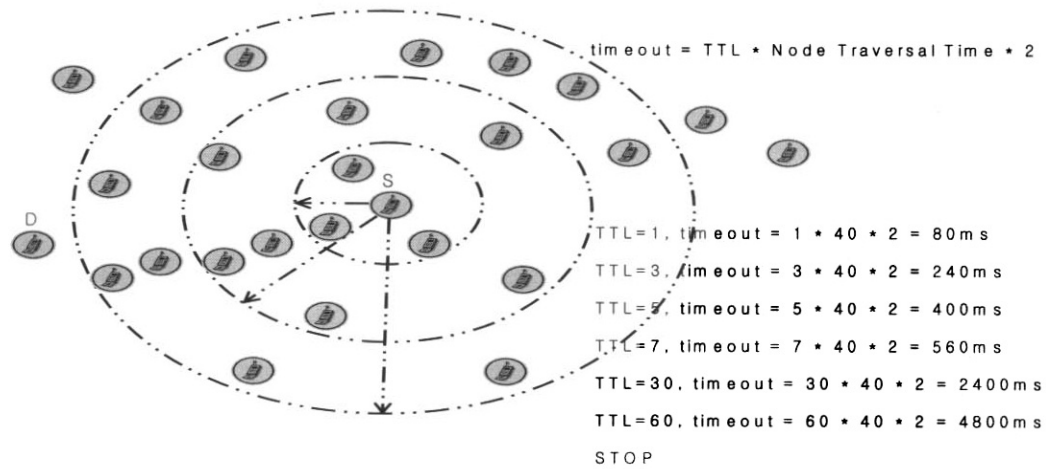 timeout = TTL * Node Traversal Time * 2
S
D
TTL=1, timeout = 1 * 40 * 2 = 80ms
TTL=3, timeout = 3 * 40 * 2 = 240ms
TTL=5, timeout = 5 * 40 * 2 = 400ms
TTL=7, timeout = 7 * 40 * 2 = 560ms
TTL=30, timeout = 30 * 40 * 2 = 2400ms
TTL=60, timeout = 60 * 40 * 2 = 4800ms
STOP